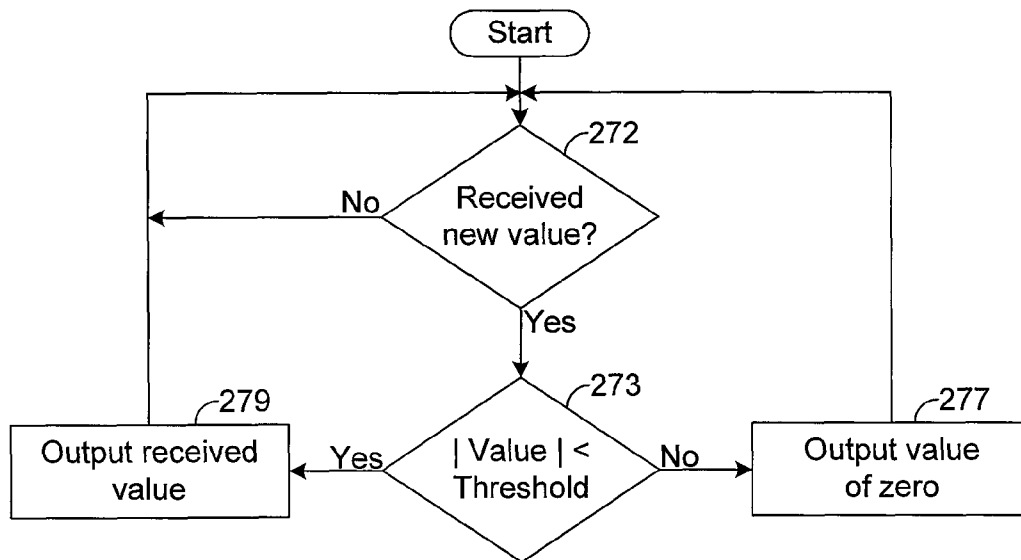 Start
272
Received
new value?
No
Yes
273
| Value | <
Threshold
Yes
No
279
Output received
value
277
Output value
of zero